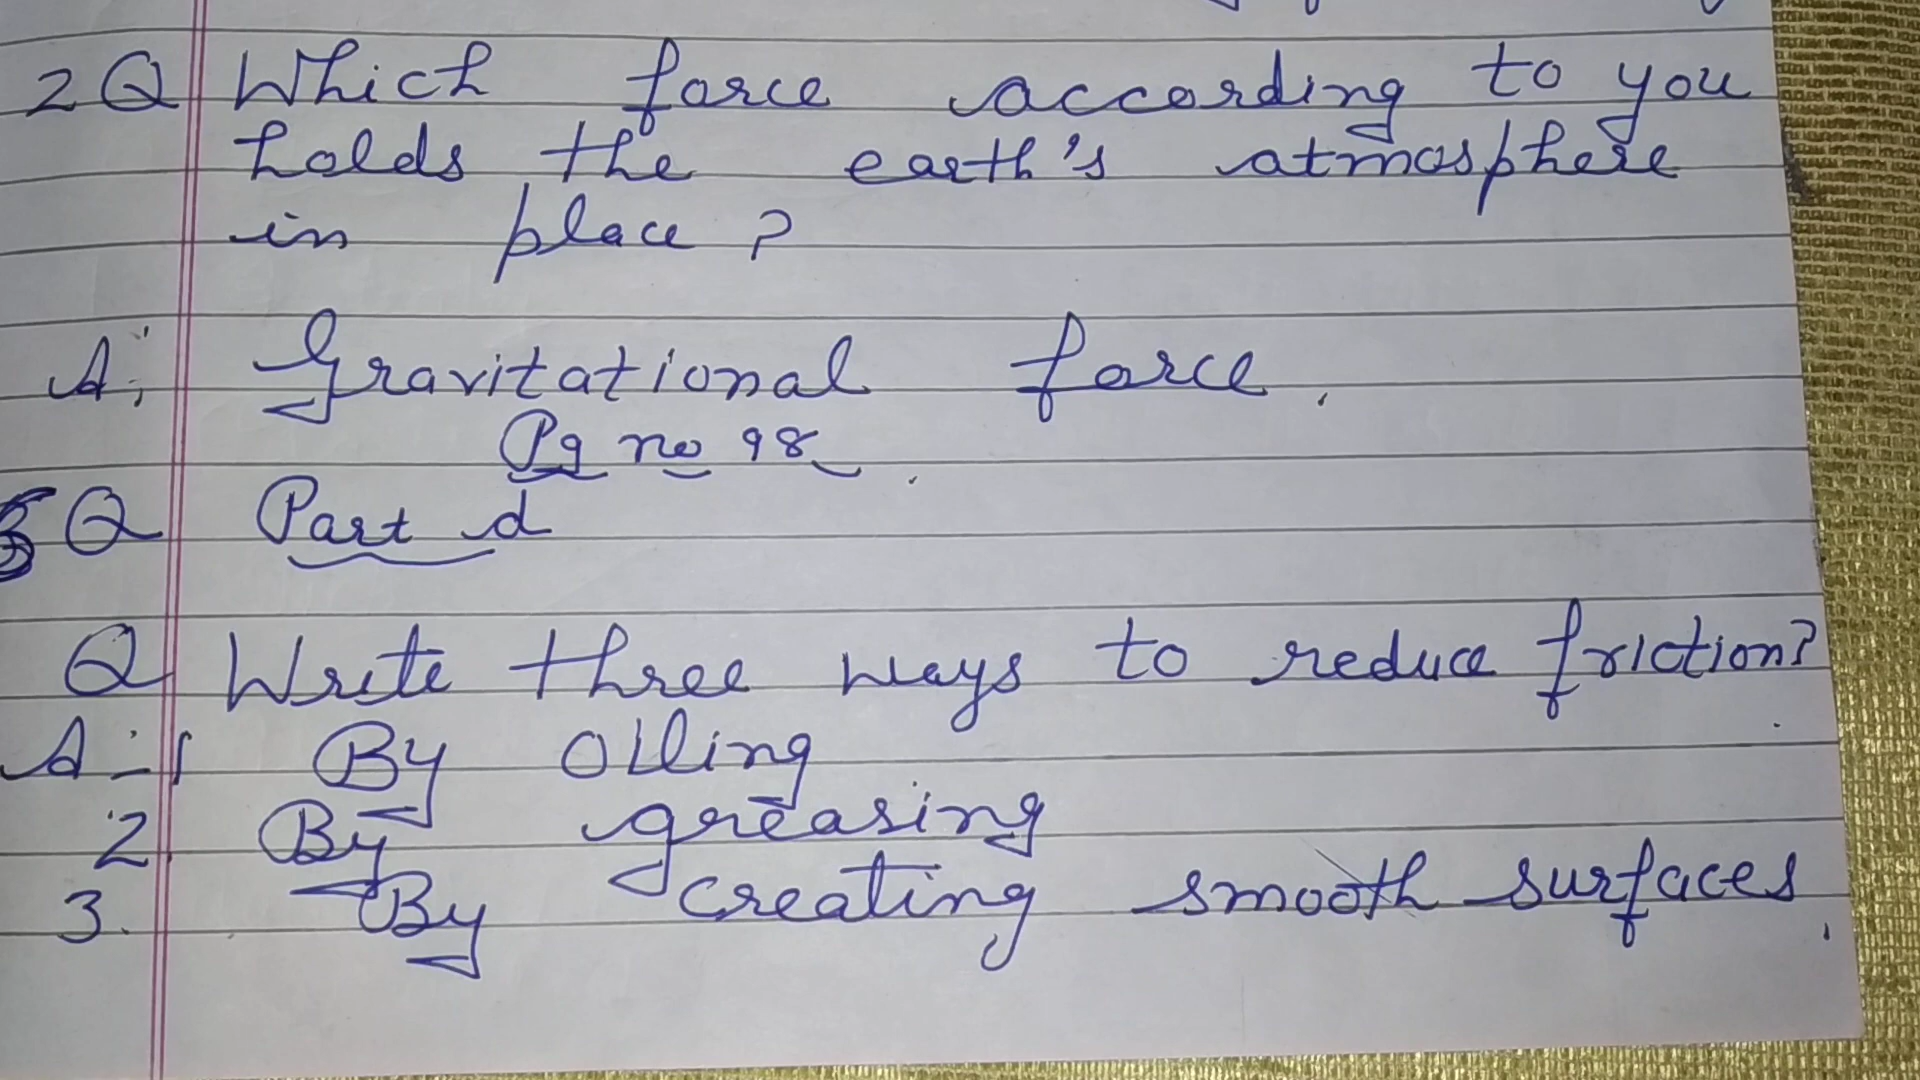 2Q Which force according to you
holds the earth's atmosphere
in place?
A: Gravitational force.
Pg no 98
Q Part d
Q Write three ways to reduce friction?
A-1 By oiling
2. By greasing
3. By creating smooth surfaces.